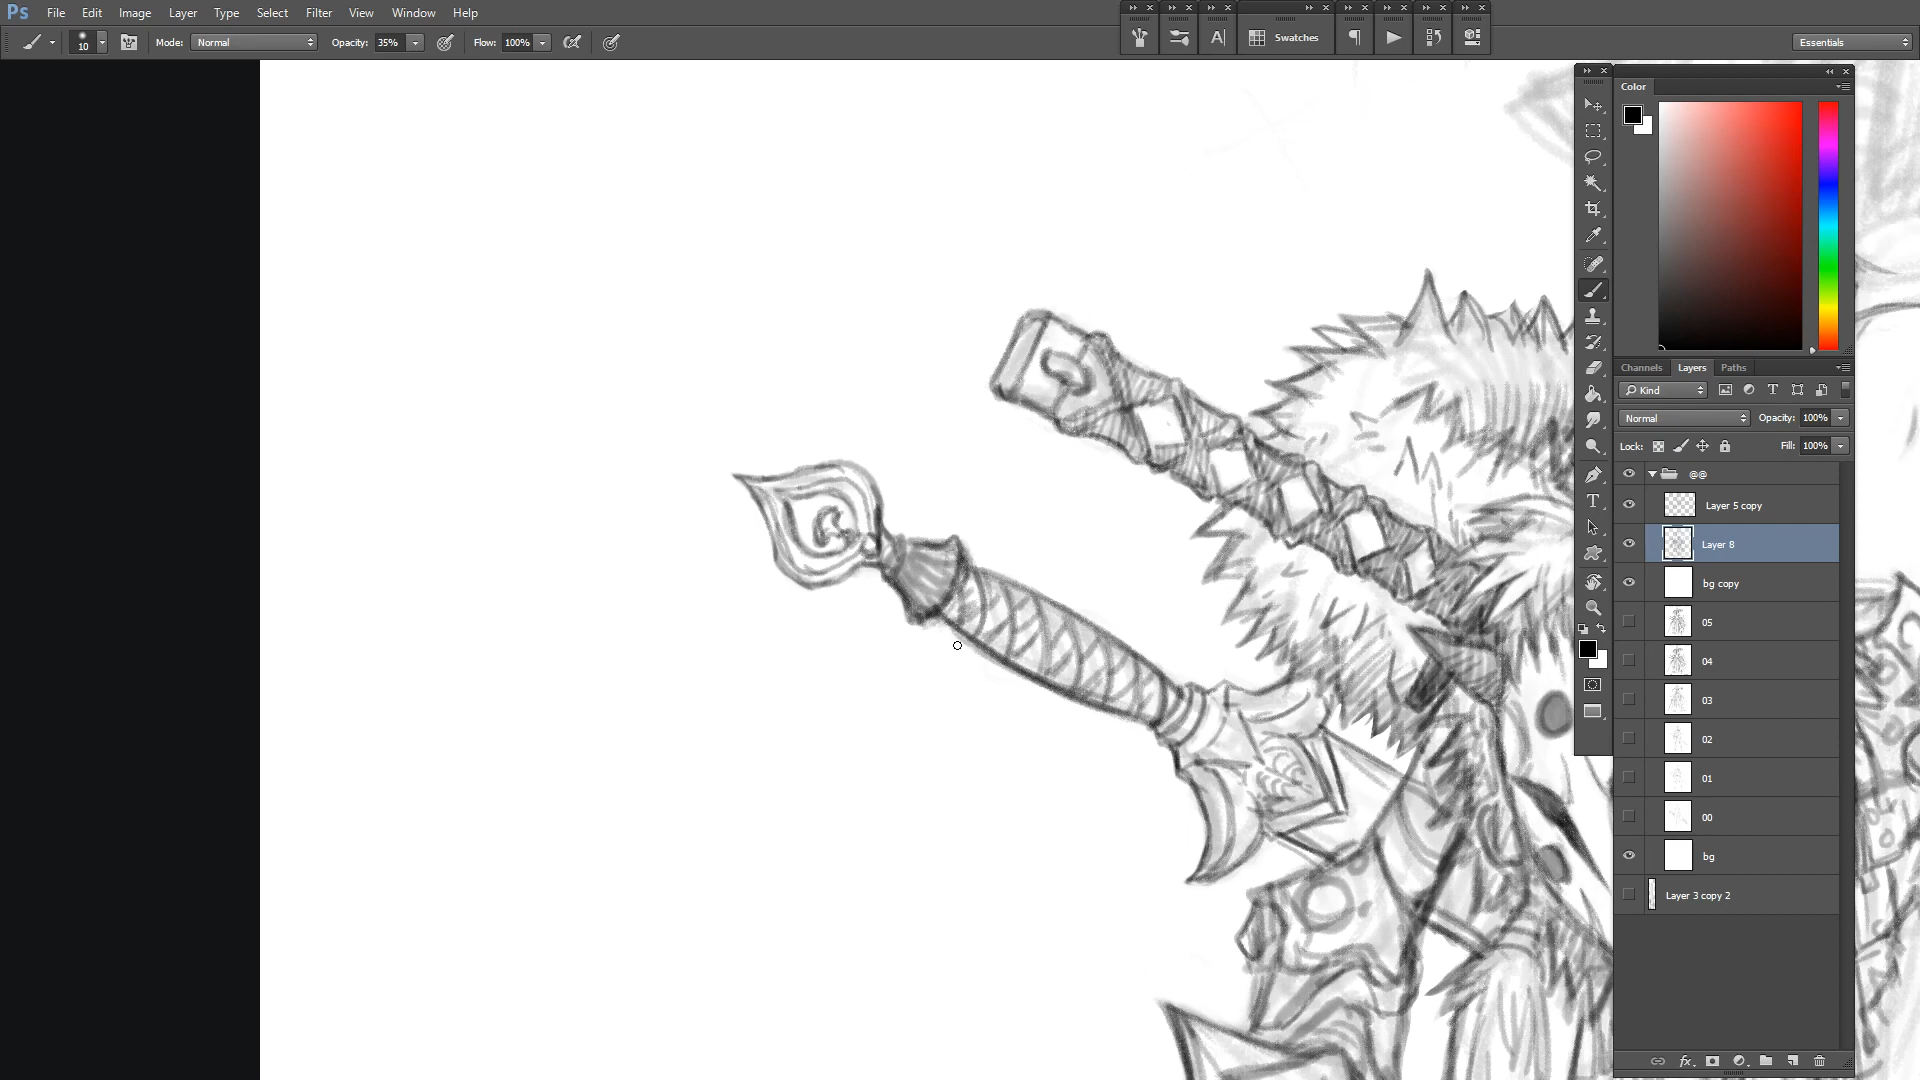 Ps File Edit Image Layer Type Select Filter 3D View Window Help
10 Mode: Normal Opacity: 35% Flow: 100%
A Swatches
Essentials
Color
Channels Layers Paths
Kind T
Normal Opacity: 100%
Lock: Fill: 100%
@@
Layer 5 copy
Layer 8
bg copy
05
04
03
02
01
00
bg
Layer 3 copy 2
T
fx